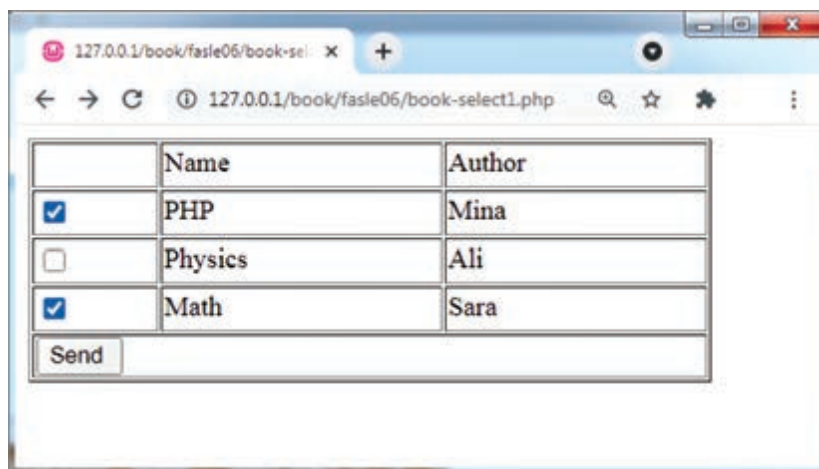 127.0.0.1/book/fasle06/book-sel
127.0.0.1/book/fasle06/book-select1.php
Name Author
PHP Mina
Physics Ali
Math Sara
Send